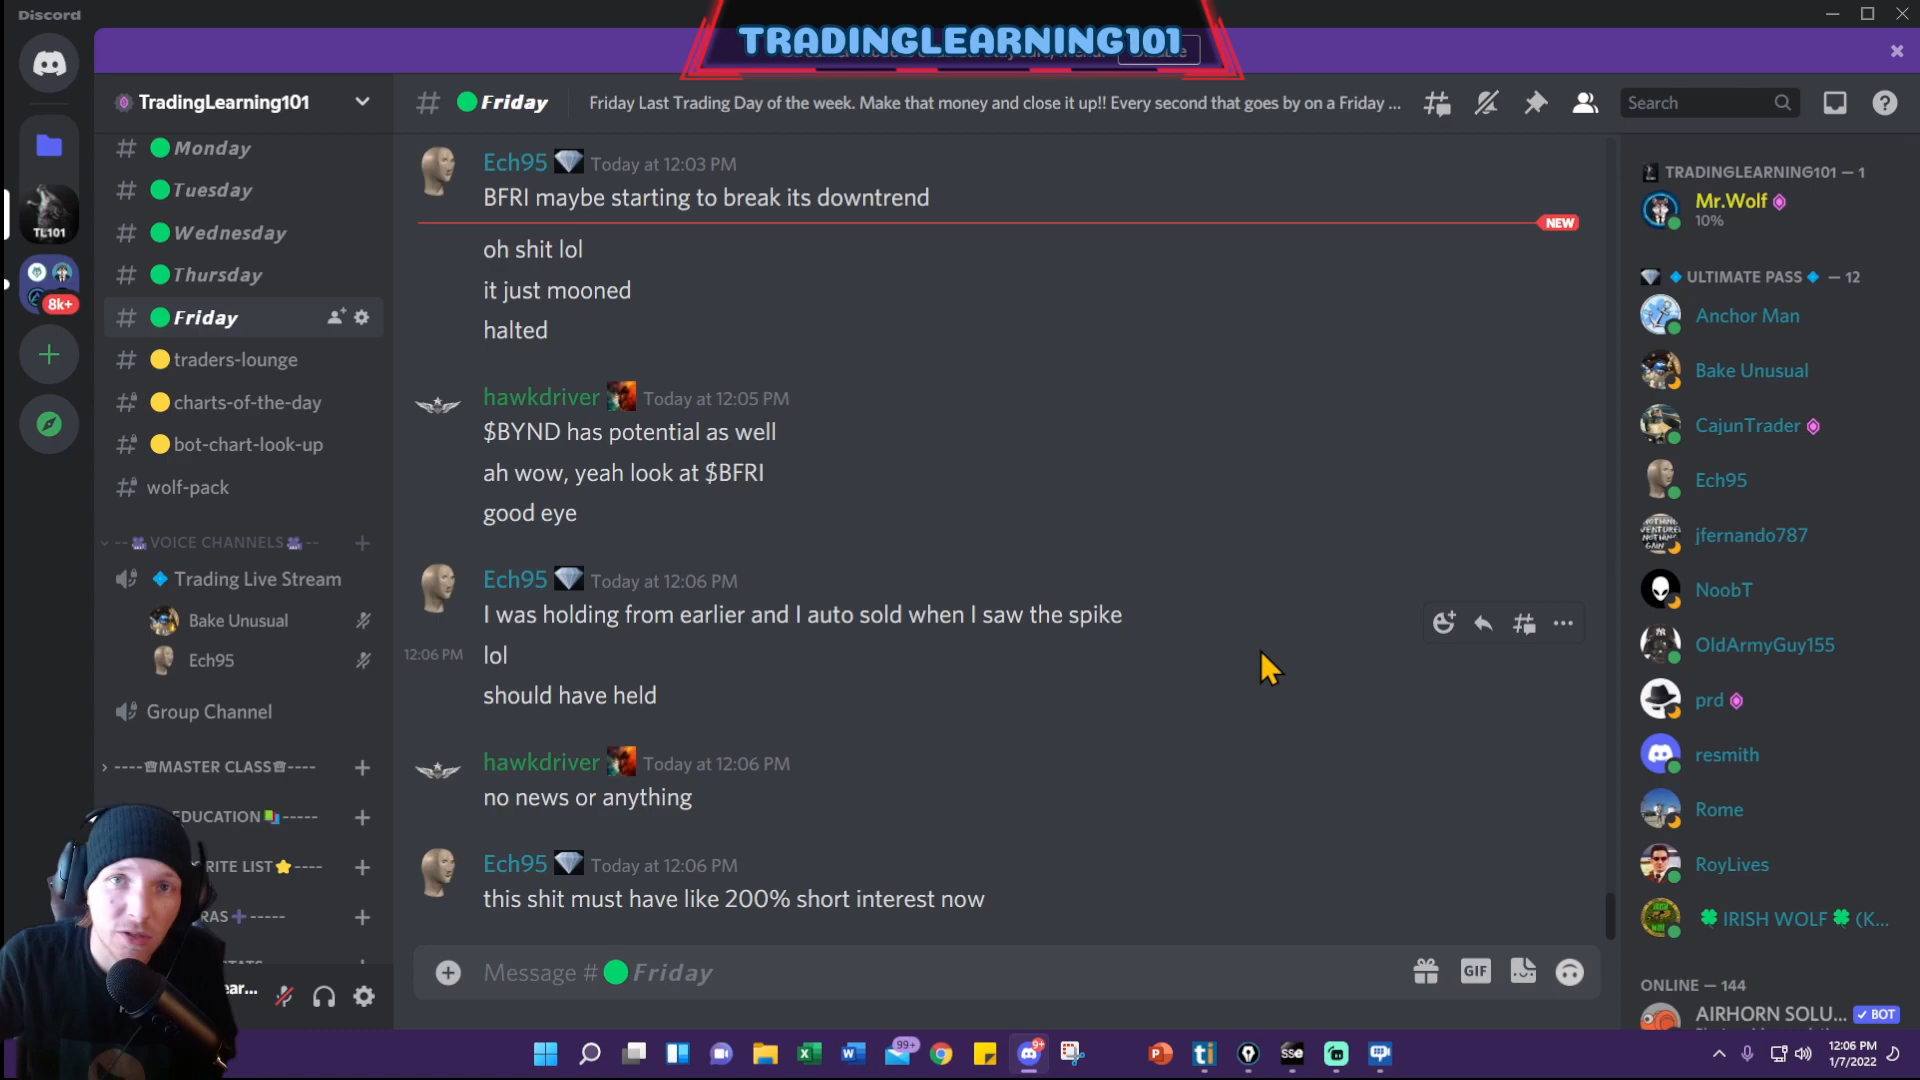 Discord
TRADINGLEARNING101
TradingLearning101
Monday
Tuesday
Wednesday
Thursday
Friday
traders-lounge
charts-of-the-day
bot-chart-look-up
wolf-pack
TL101
8k+
VOICE CHANNELS
Trading Live Stream
Bake Unusual
Ech95
Group Channel
----MASTER CLASS----
DUCATION -----
RITE LIST ----
RAS -----
ear...
Friday
Friday Last Trading Day of the week. Make that money and close it up!! Every second that goes by on a Friday ...
Search
Ech95 Today at 12:03 PM
BFRI maybe starting to break its downtrend
NEW
oh shit lol
it just mooned
halted
hawkdriver Today at 12:05 PM
$BYND has potential as well
ah wow, yeah look at $BFRI
good eye
Ech95 Today at 12:06 PM
I was holding from earlier and I auto sold when I saw the spike
12:06 PM lol
should have held
hawkdriver Today at 12:06 PM
no news or anything
Ech95 Today at 12:06 PM
this shit must have like 200% short interest now
Message # Friday
GIF
TRADINGLEARNING101 — 1
Mr.Wolf
10%
ULTIMATE PASS — 12
Anchor Man
Bake Unusual
CajunTrader
Ech95
jfernando787
NoobT
OldArmyGuy155
prd
resmith
Rome
RoyLives
IRISH WOLF (K...
ONLINE — 144
AIRHORN SOLU... BOT
99+
9+
sse
12:06 PM
1/7/2022